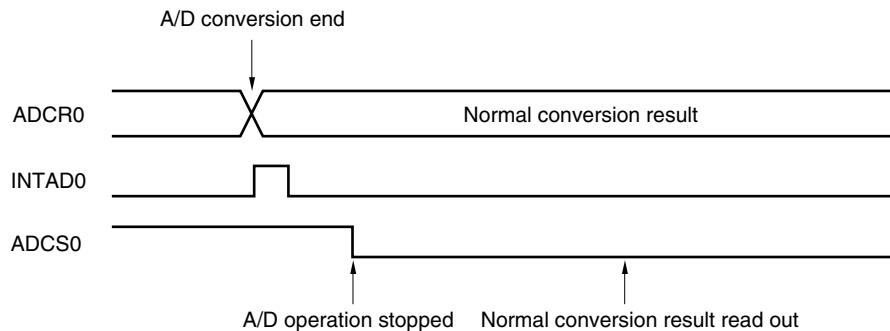 A/D conversion end
ADCR0
Normal conversion result
INTAD0
ADCS0
A/D operation stopped
Normal conversion result read out